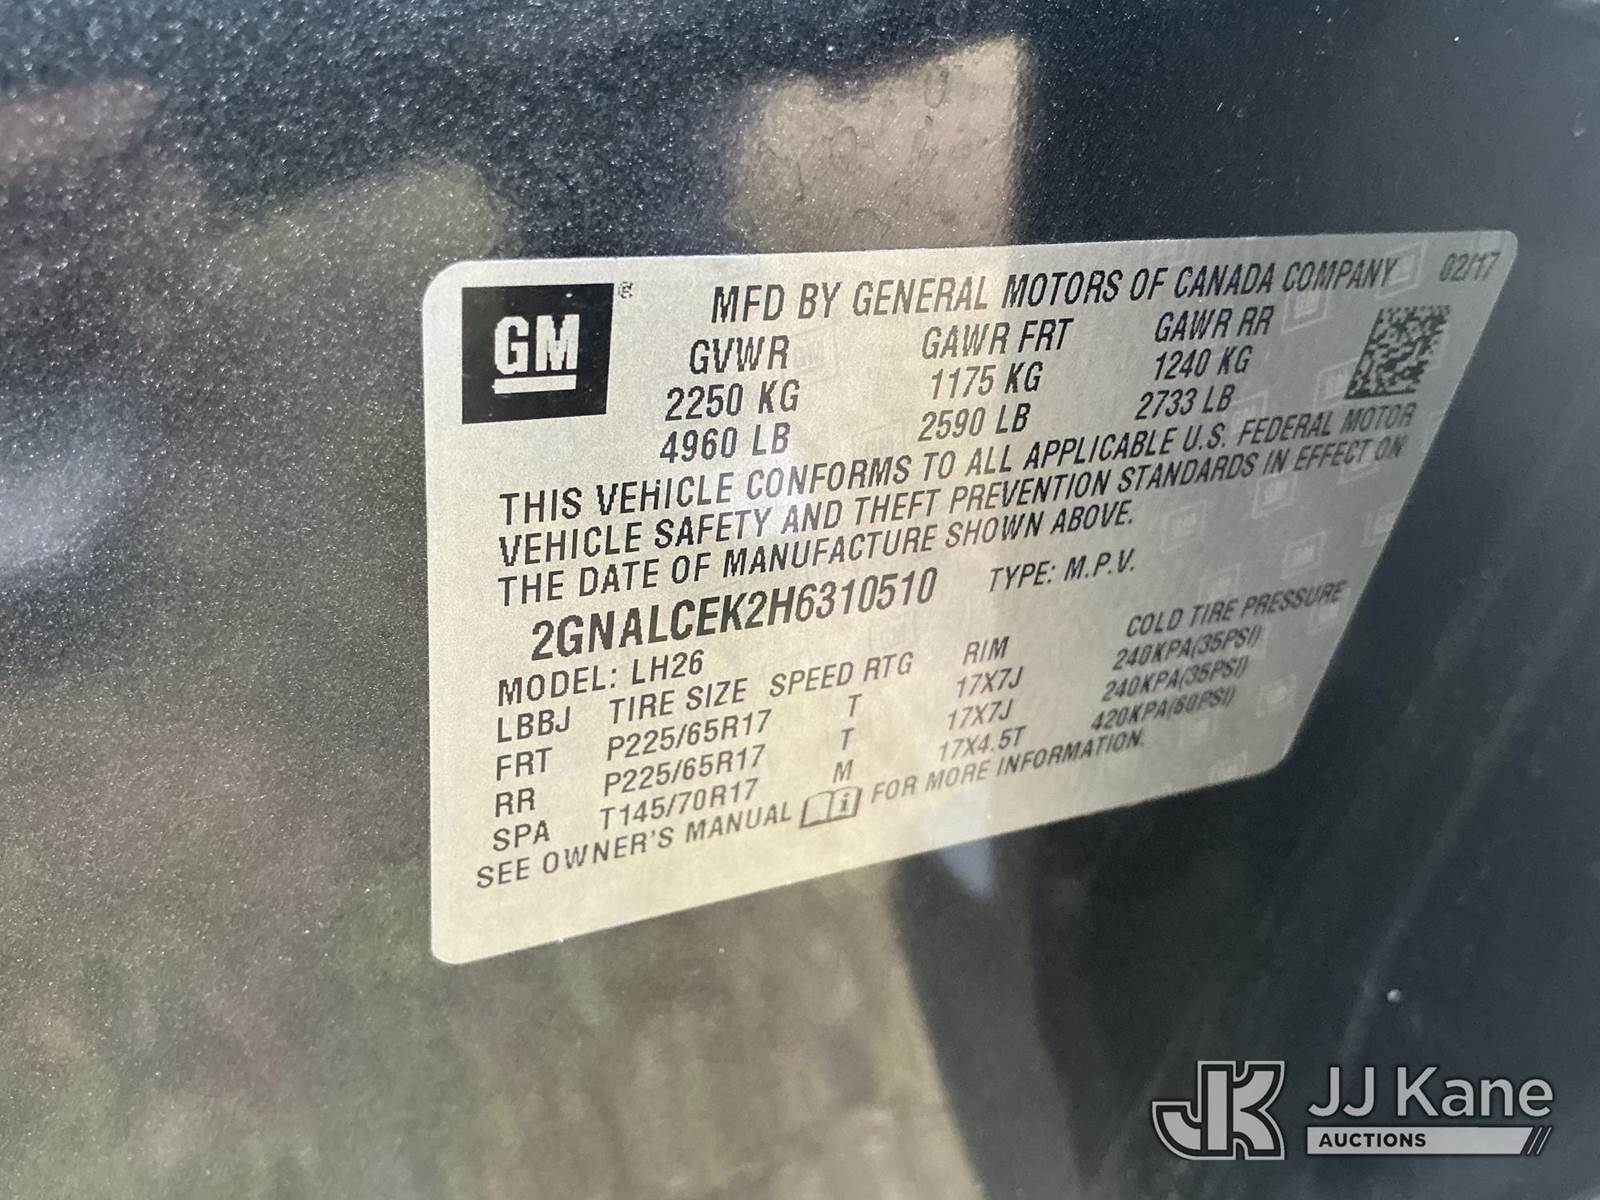 GM
MFD BY GENERAL MOTORS OF CANADA COMPANY 02/17
GVWR GAWR FRT GAWR RR
2250 KG 1175 KG 1240 KG
4960 LB 2590 LB 2733 LB
THIS VEHICLE CONFORMS TO ALL APPLICABLE U.S. FEDERAL MOTOR
VEHICLE SAFETY AND THEFT PREVENTION STANDARDS IN EFFECT ON
THE DATE OF MANUFACTURE SHOWN ABOVE.
2GNALCEK2H6310510 TYPE: M.P.V.
MODEL: LH26
LBBJ TIRE SIZE SPEED RTG RIM COLD TIRE PRESSURE
FRT P225/65R17 T 17X7J 240KPA(35PSI)
RR P225/65R17 T 17X7J 240KPA(35PSI)
SPA T145/70R17 M 17X4.5T 420KPA(60PSI)
SEE OWNER'S MANUAL FOR MORE INFORMATION.
JK JJ Kane
AUCTIONS